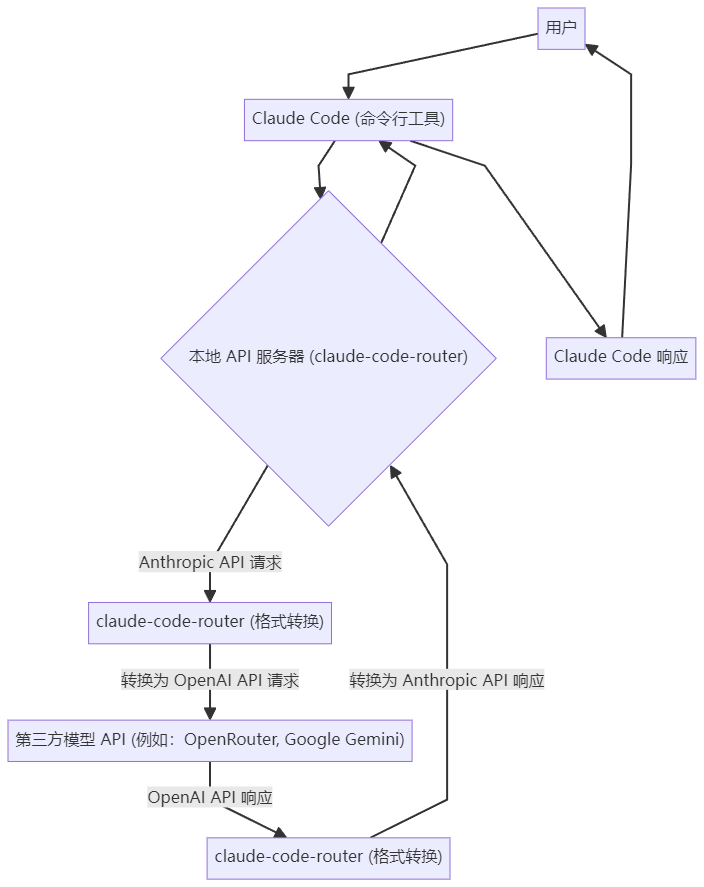 用户
Claude Code (命令行工具)
本地 API 服务器 (claude-code-router)
Claude Code 响应
Anthropic API 请求
claude-code-router (格式转换)
转换为 OpenAI API 请求
转换为 Anthropic API 响应
第三方模型 API (例如：OpenRouter, Google Gemini)
OpenAI API 响应
claude-code-router (格式转换)